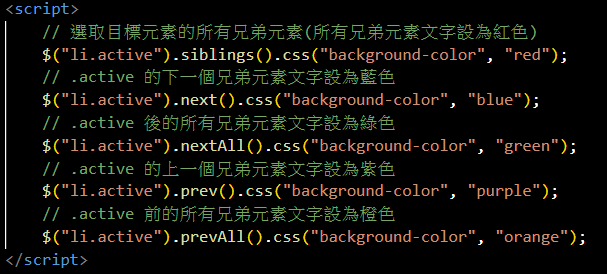 <script>
// 選取目標元素的所有兄弟元素(所有兄弟元素文字設為紅色)
$("li.active").siblings().css("background-color", "red");
// .active 的下一個兄弟元素文字設為藍色
$("li.active").next().css("background-color", "blue");
// .active 後的所有兄弟元素文字設為綠色
$("li.active").nextAll().css("background-color", "green");
// .active 的上一個兄弟元素文字設為紫色
$("li.active").prev().css("background-color", "purple");
// .active 前的所有兄弟元素文字設為橙色
$("li.active").prevAll().css("background-color", "orange");
</script>